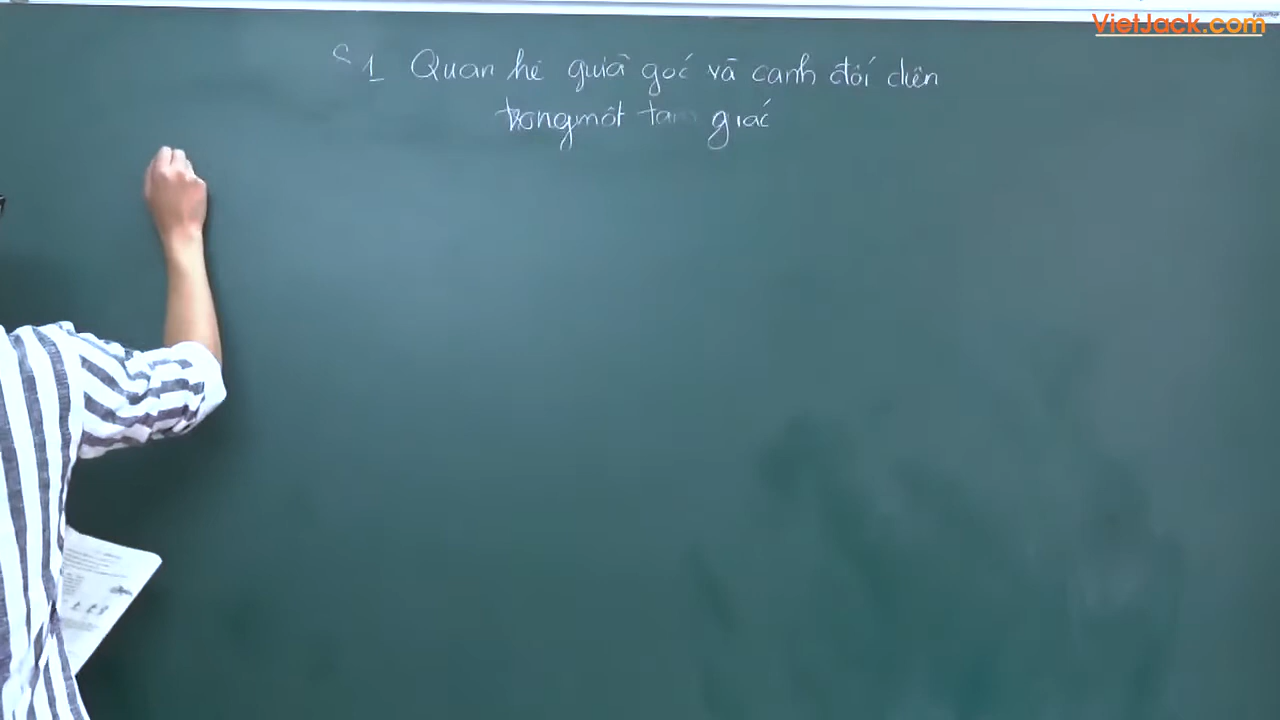 VietJack.com
§1 Quan hệ giữa góc và cạnh đối diện
trong một tam giác